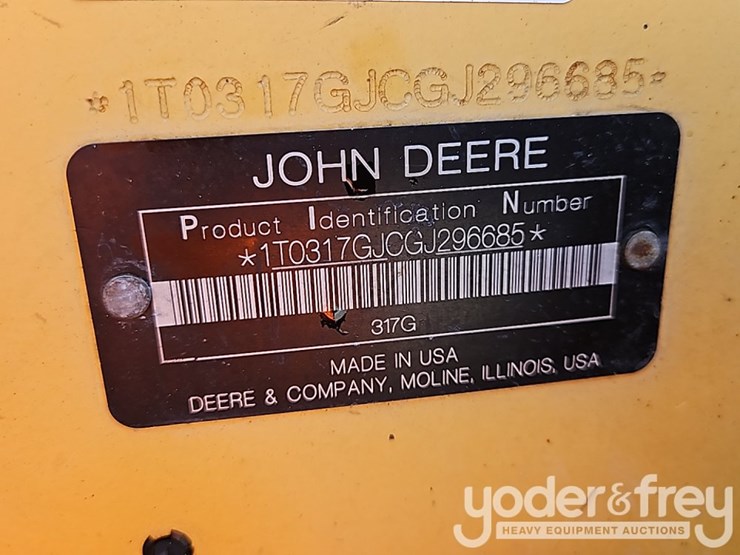 *1T0317GJCGJ296685*
JOHN DEERE
Product Identification Number
*1T0317GJCGJ296685*
317G
MADE IN USA
DEERE & COMPANY, MOLINE, ILLINOIS, USA
yoder&frey
HEAVY EQUIPMENT AUCTIONS